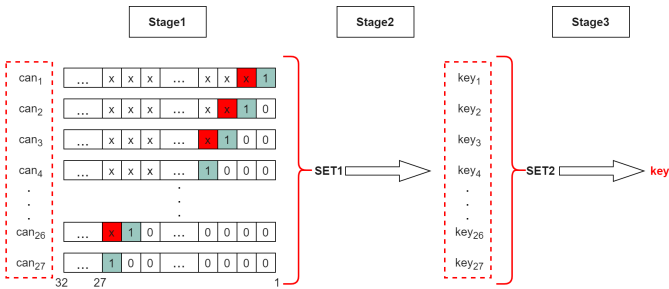 Stage1 Stage2 Stage3
can1 ... x x x ... x x x 1 key1
can2 ... x x x ... x x 1 0 key2
can3 ... x x x ... x 1 0 0 key3
can4 ... x x x ... 1 0 0 0 key4
SET1 SET2 key
. . . .
. . . .
. . . .
can26 ... x 1 0 ... 0 0 0 0 key26
can27 ... 1 0 0 ... 0 0 0 0 key27
32 27 1